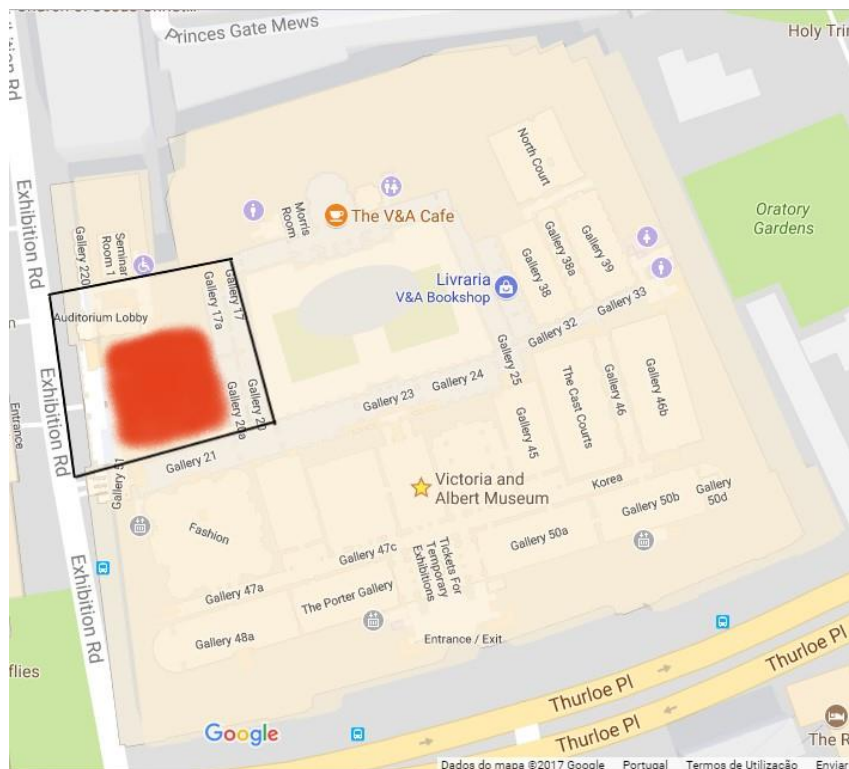 Princes Gate Mews
Holy Trin
Exhibition Rd
North Court
Morris
Room
The V&A Cafe
Oratory
Gardens
Seminar
Room 1
Gallery 220
Gallery 38a
Gallery 39
Gallery 38
Livraria
V&A Bookshop
Gallery 17
Gallery 17a
Gallery 33
Auditorium Lobby
Gallery 32
Gallery 25
Exhibition Rd
Entrance
Gallery 24
Gallery 23
Gallery 20
Gallery 20a
The Cast Courts
Gallery 46
Gallery 46b
Gallery 45
Gallery 21
Victoria and
Albert Museum
Korea
Gallery 50b
Gallery 50d
Fashion
Gallery 50a
Gallery 47c
Tickets For
Temporary
Exhibitions
Exhibition Rd
Gallery 47a
The Porter Gallery
Gallery 48a
Entrance / Exit
flies
Thurloe Pl
Thurloe Pl
Google
The R
Dados do mapa ©2017 Google Portugal Termos de Utilização Enviar